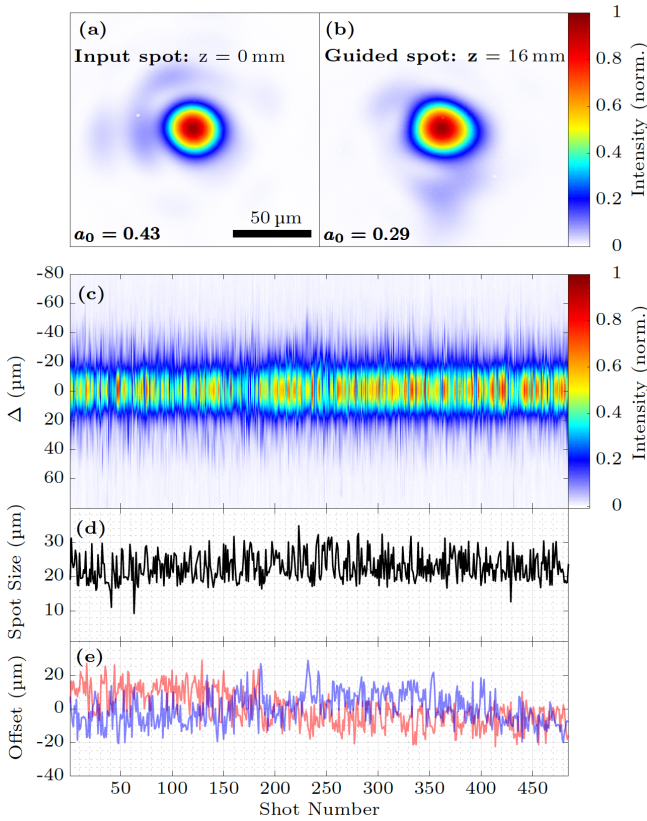 (a)
Input spot: z = 0 mm
a₀ = 0.43
50 µm
(b)
Guided spot: z = 16 mm
a₀ = 0.29
1
0.8
0.6
0.4
0.2
0
Intensity (norm.)
(c)
-80
-60
-40
-20
0
20
40
60
Δ (µm)
1
0.8
0.6
0.4
0.2
0
Intensity (norm.)
(d)
30
20
10
Spot Size (µm)
(e)
20
0
-20
-40
Offset (µm)
50 100 150 200 250 300 350 400 450
Shot Number